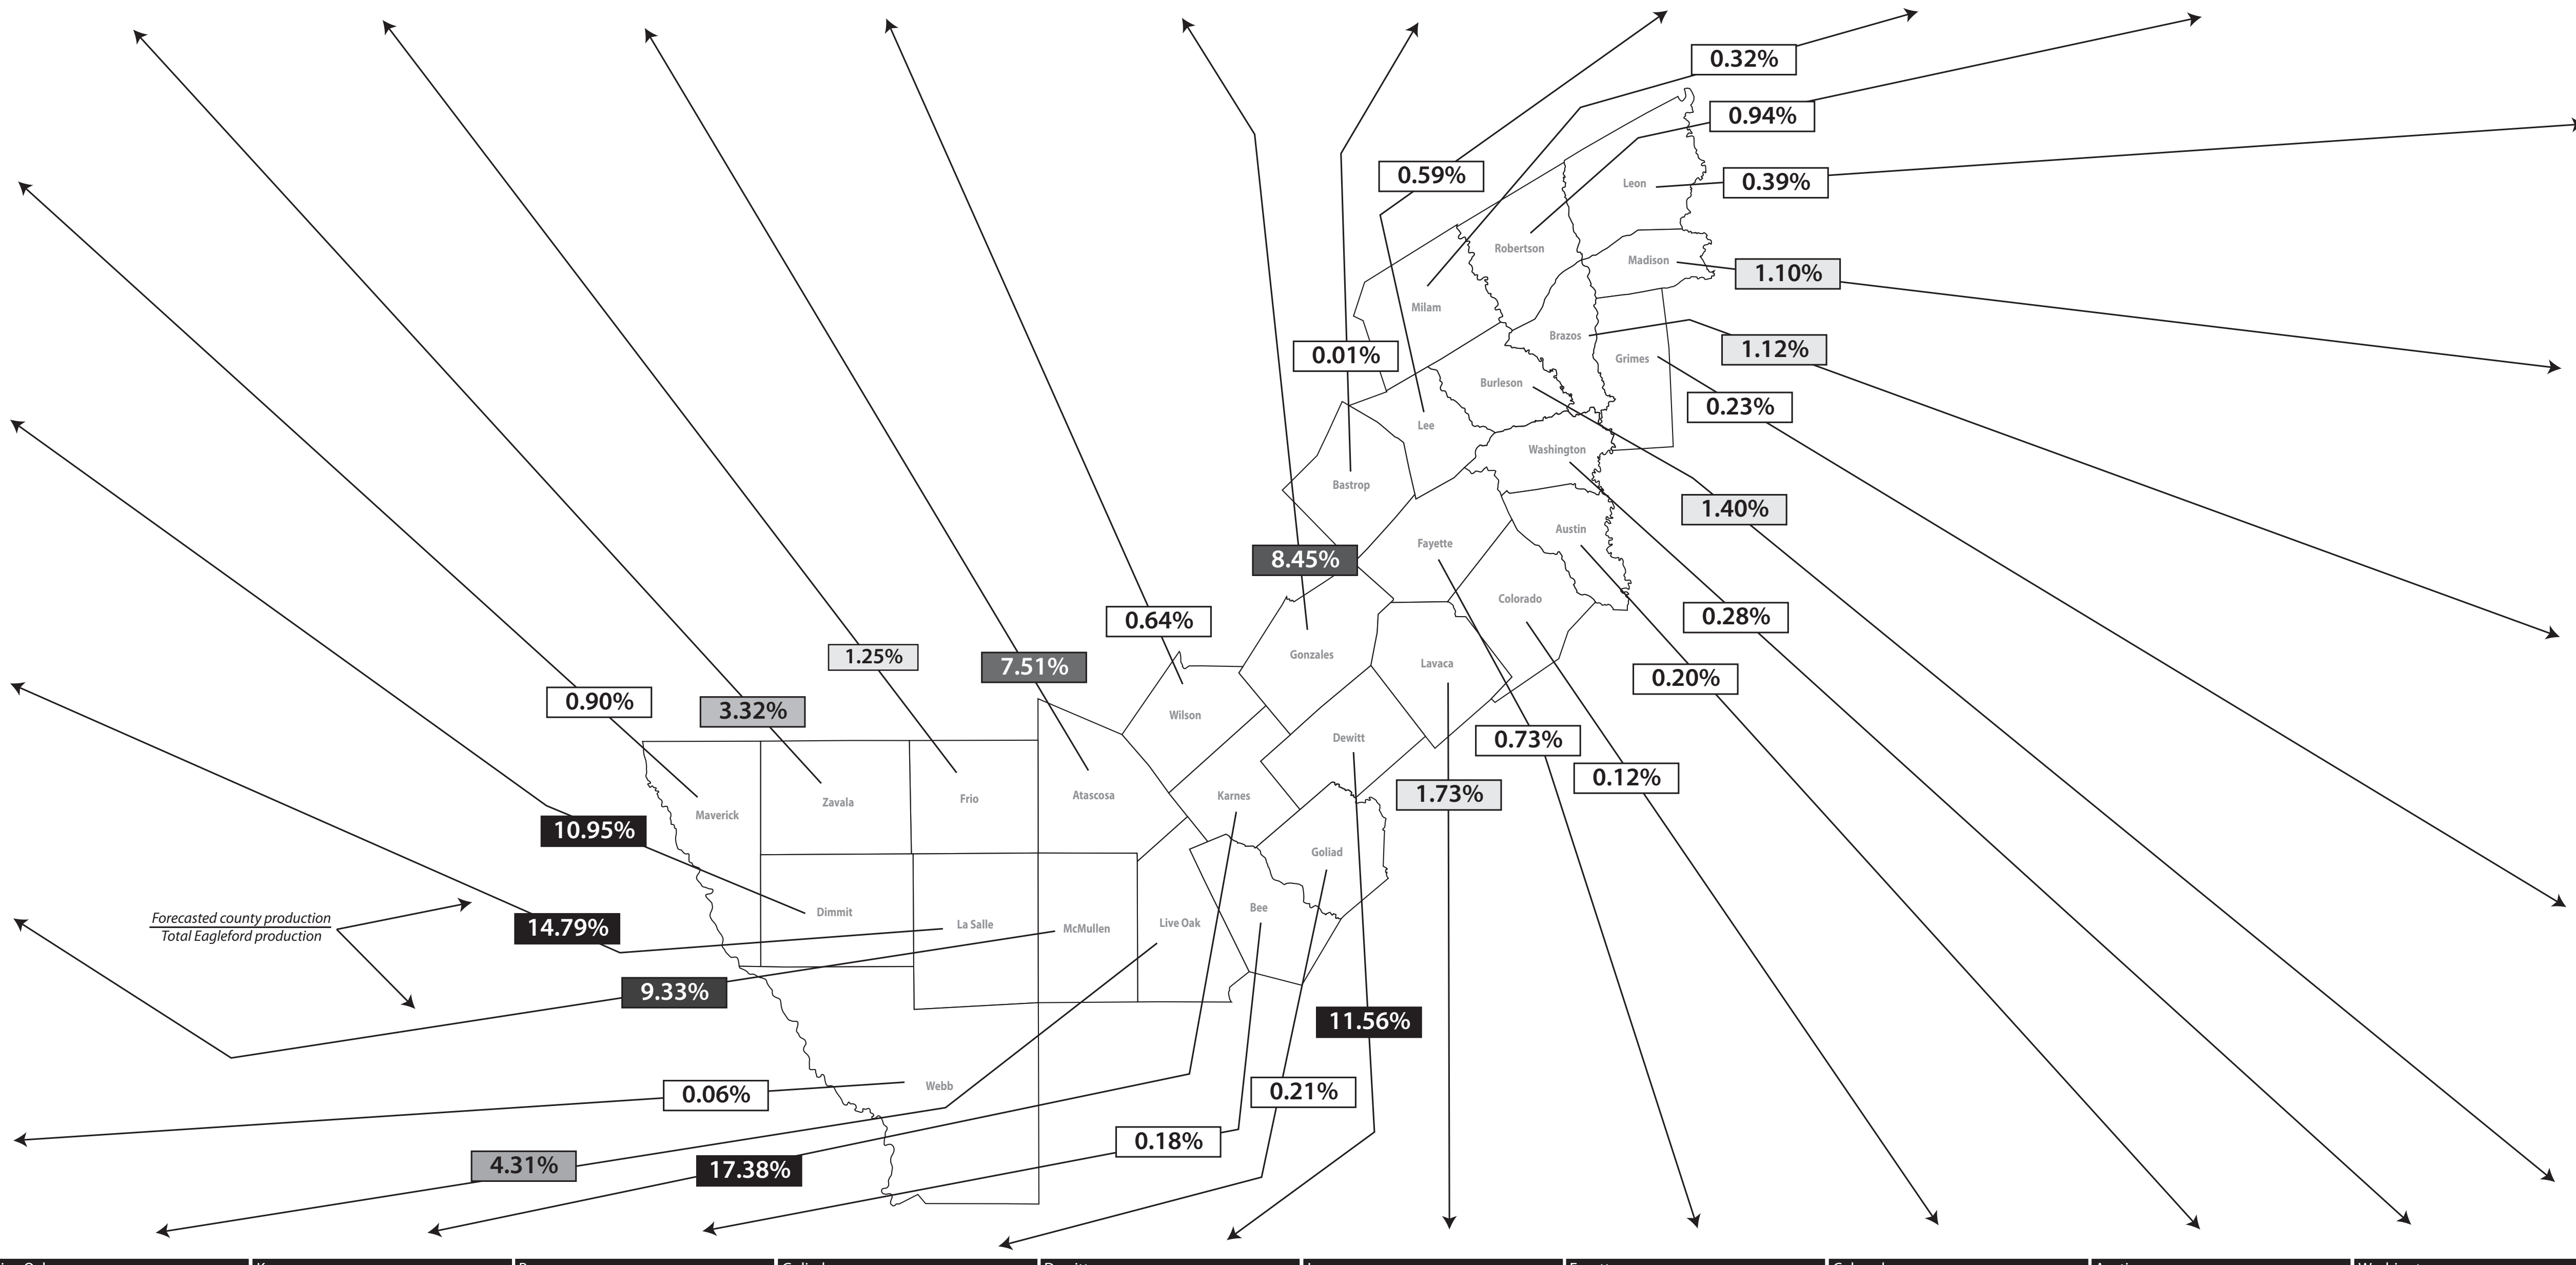 0.32%
0.94%
0.59%
Leon
0.39%
Robertson
Madison
1.10%
Milam
Brazos
1.12%
0.01%
Grimes
Burleson
0.23%
Lee
Washington
Bastrop
1.40%
Austin
Fayette
8.45%
Colorado
0.28%
0.64%
Gonzales
1.25%
7.51%
Lavaca
0.20%
0.90%
3.32%
Wilson
Dewitt
0.73%
0.12%
Karnes
1.73%
Atascosa
Frio
Zavala
Maverick
10.95%
Goliad
Bee
Dimmit
Forecasted county production
Total Eagleford production
14.79%
La Salle
McMullen
Live Oak
9.33%
11.56%
Webb
0.06%
0.21%
0.18%
4.31%
17.38%